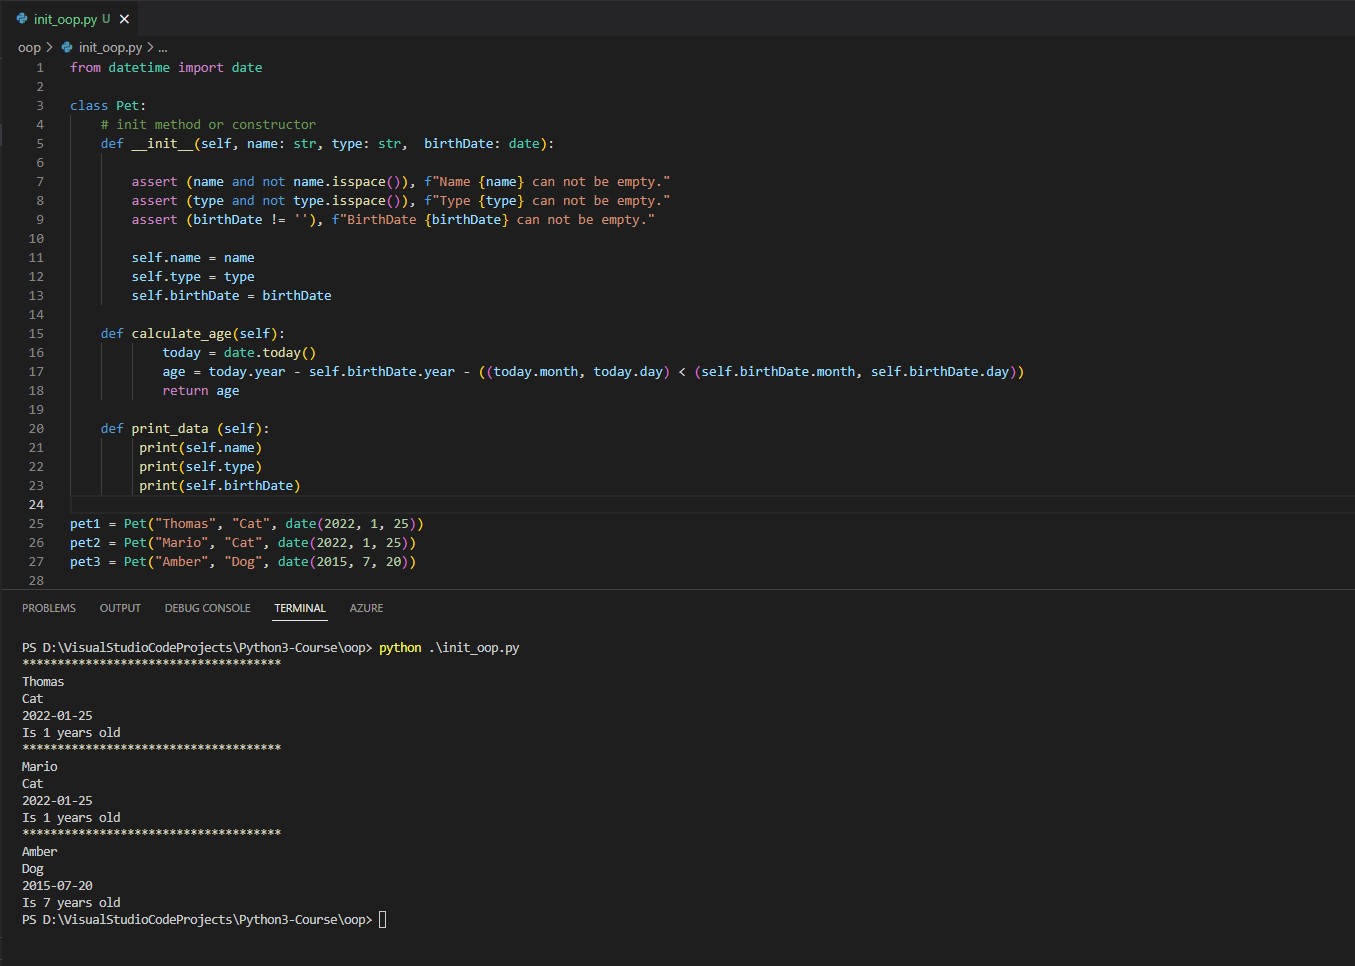 init_oop.py U ×
oop > init_oop.py > ...
1 from datetime import date
2
3 class Pet:
4     # init method or constructor
5     def __init__(self, name: str, type: str,  birthDate: date):
6
7         assert (name and not name.isspace()), f"Name {name} can not be empty."
8         assert (type and not type.isspace()), f"Type {type} can not be empty."
9         assert (birthDate != ''), f"BirthDate {birthDate} can not be empty."
10
11         self.name = name
12         self.type = type
13         self.birthDate = birthDate
14
15     def calculate_age(self):
16             today = date.today()
17             age = today.year - self.birthDate.year - ((today.month, today.day) < (self.birthDate.month, self.birthDate.day))
18             return age
19
20     def print_data (self):
21          print(self.name)
22          print(self.type)
23          print(self.birthDate)
24
25 pet1 = Pet("Thomas", "Cat", date(2022, 1, 25))
26 pet2 = Pet("Mario", "Cat", date(2022, 1, 25))
27 pet3 = Pet("Amber", "Dog", date(2015, 7, 20))
28
PROBLEMS OUTPUT DEBUG CONSOLE TERMINAL AZURE
PS D:\VisualStudioCodeProjects\Python3-Course\oop> python .\init_oop.py
*************************************
Thomas
Cat
2022-01-25
Is 1 years old
*************************************
Mario
Cat
2022-01-25
Is 1 years old
*************************************
Amber
Dog
2015-07-20
Is 7 years old
PS D:\VisualStudioCodeProjects\Python3-Course\oop>